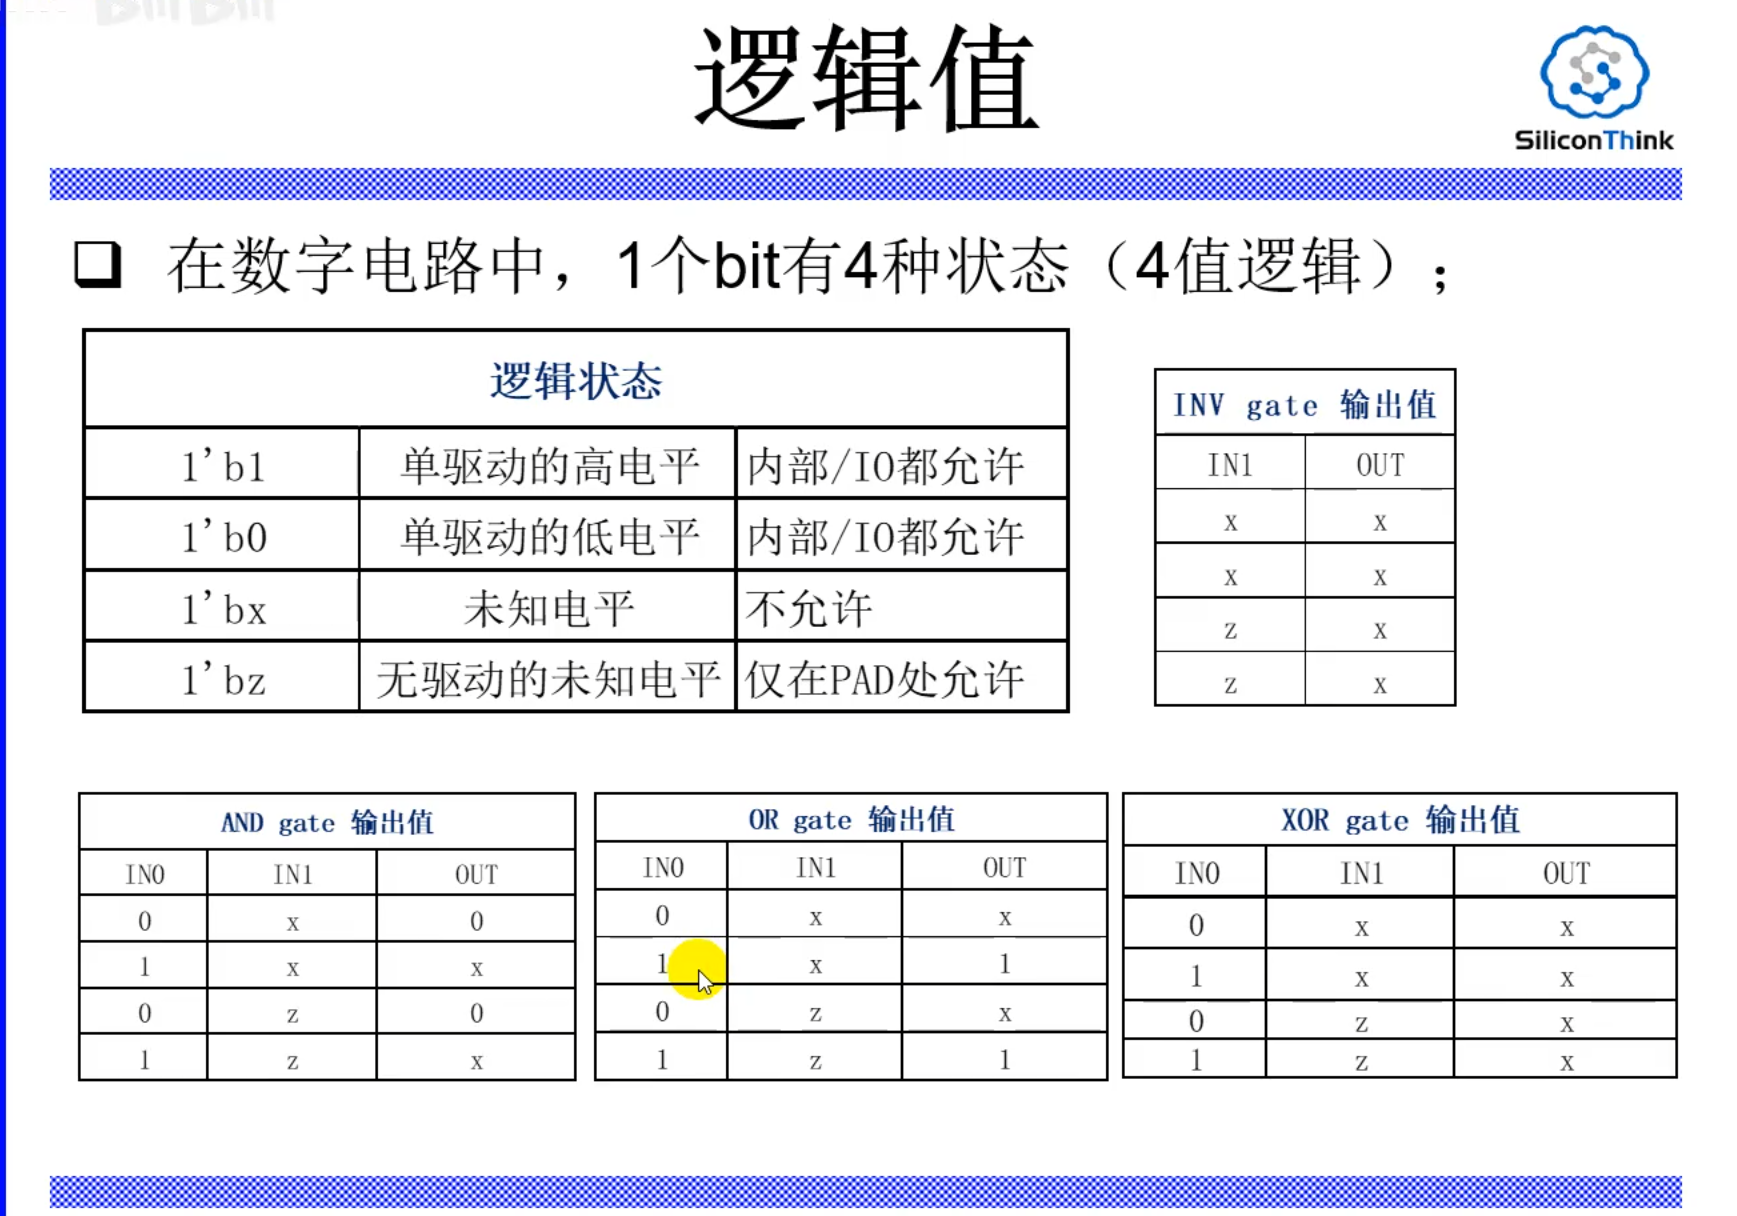 逻辑值
SiliconThink
在数字电路中，1个bit有4种状态（4值逻辑）；
逻辑状态
1’b1 单驱动的高电平 内部/IO都允许
1’b0 单驱动的低电平 内部/IO都允许
1’bx 未知电平 不允许
1’bz 无驱动的未知电平 仅在PAD处允许
INV gate 输出值
IN1 OUT
x x
x x
z x
z x
AND gate 输出值
IN0 IN1 OUT
0 x 0
1 x x
0 z 0
1 z x
OR gate 输出值
IN0 IN1 OUT
0 x x
1 x 1
0 z x
1 z 1
XOR gate 输出值
IN0 IN1 OUT
0 x x
1 x x
0 z x
1 z x